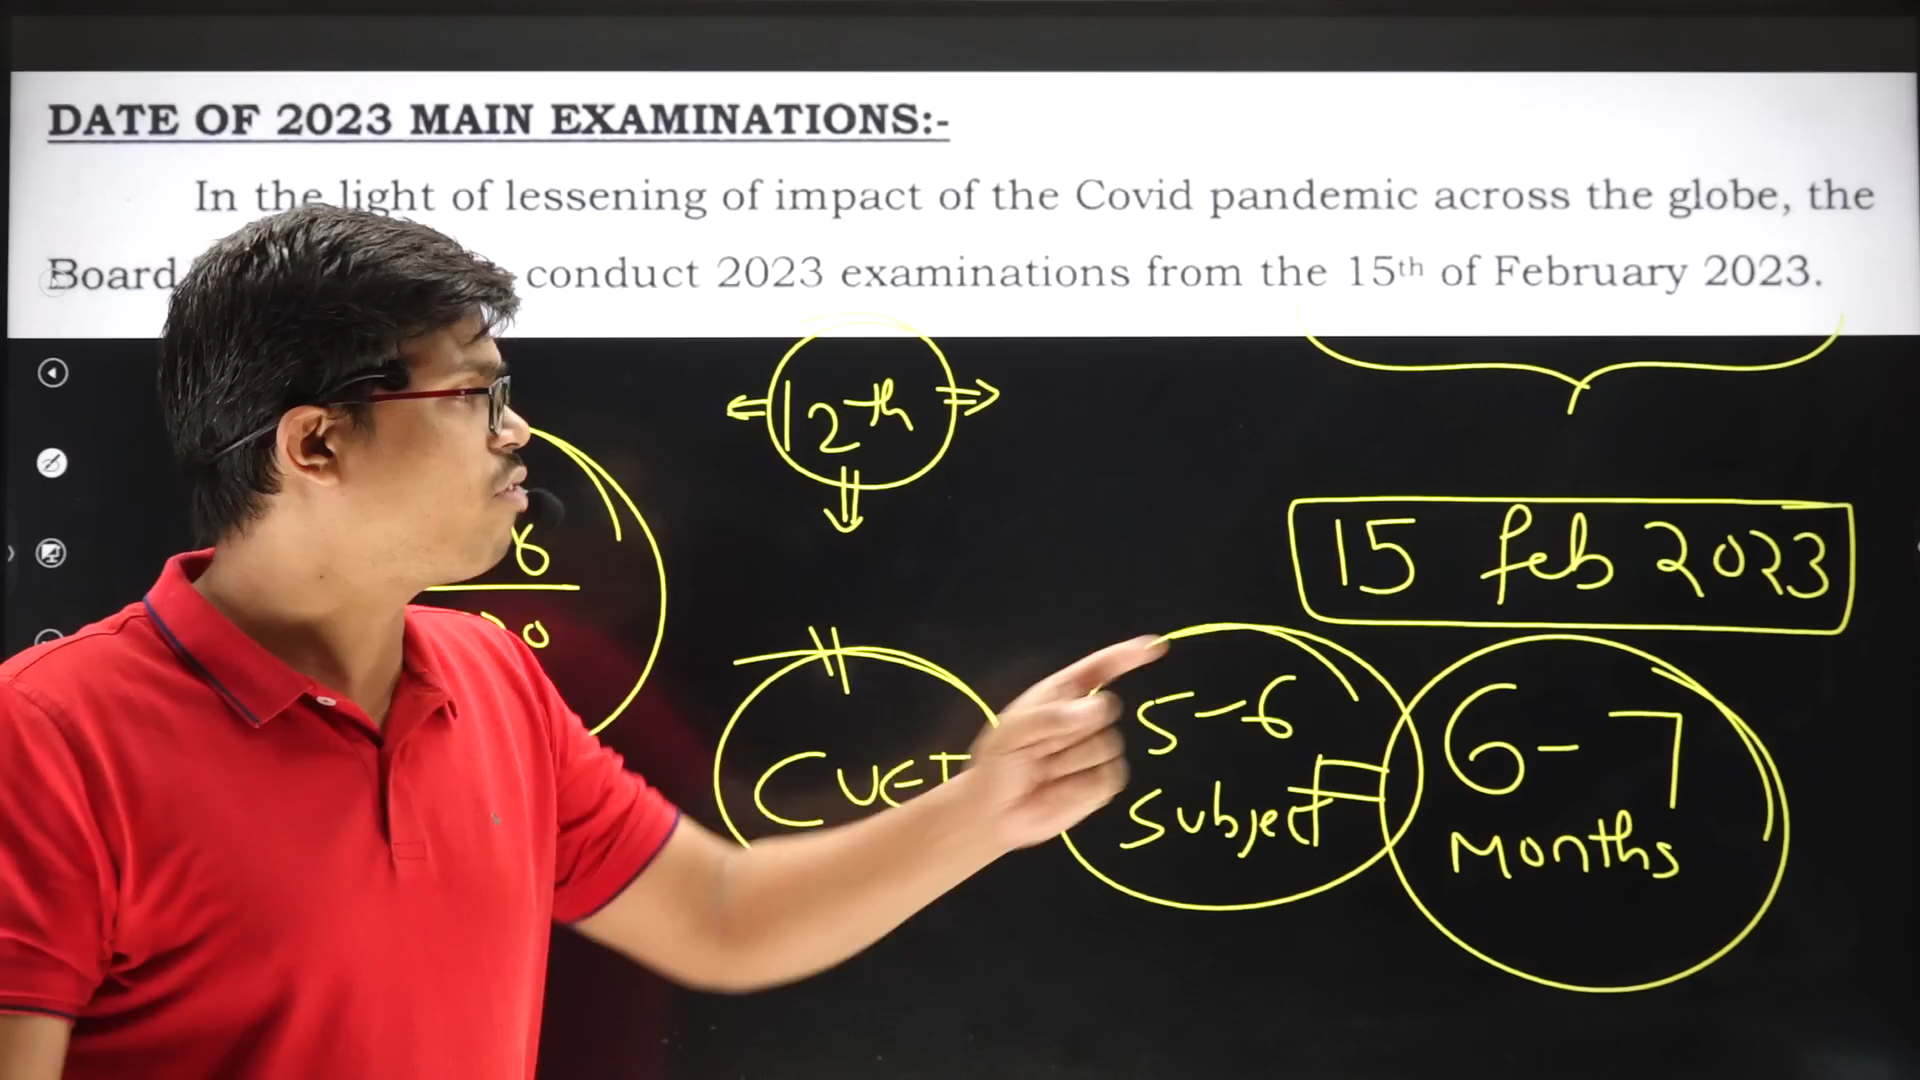 DATE OF 2023 MAIN EXAMINATIONS:-
In the light of lessening of impact of the Covid pandemic across the globe, the
Board conduct 2023 examinations from the 15th of February 2023.
12th
15 Feb 2023
8
CUET
5-6
Subject
6-7
Months